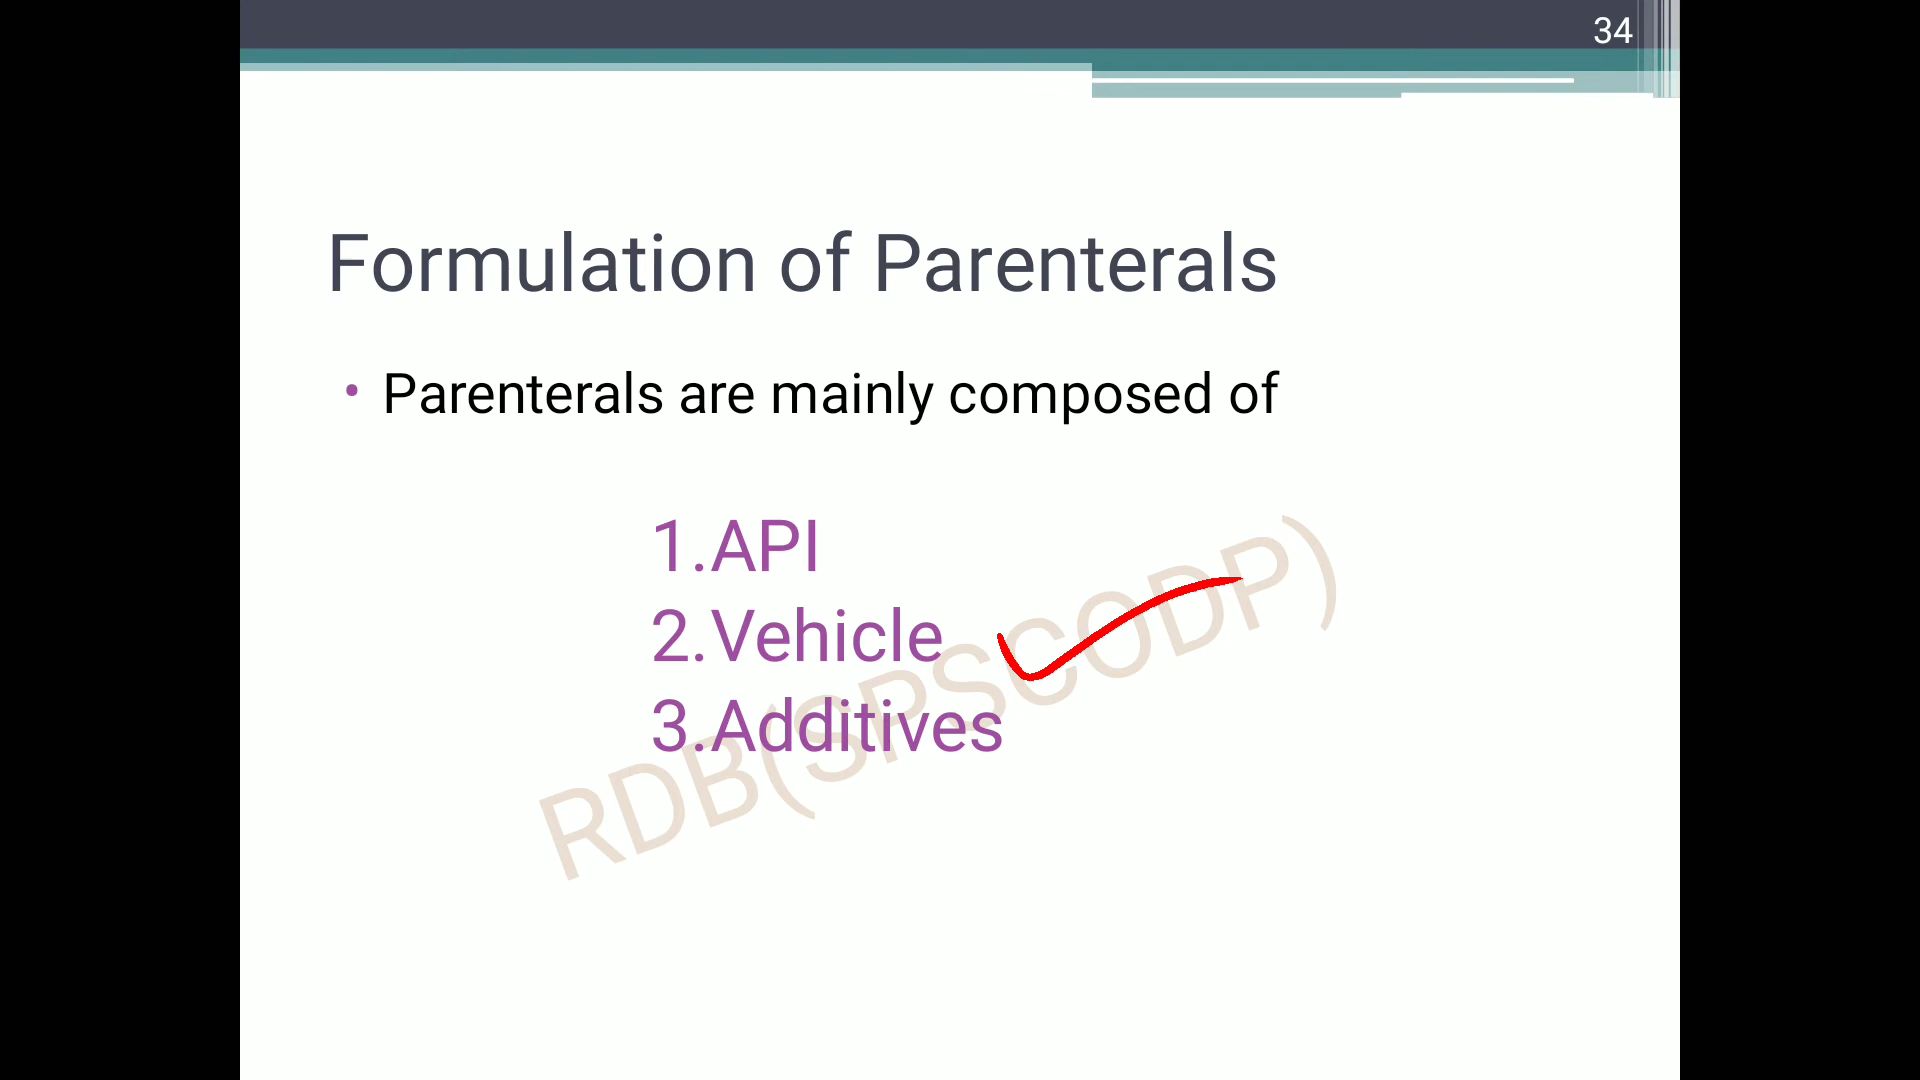 34
Formulation of Parenterals
• Parenterals are mainly composed of
1.API
2.Vehicle
3.Additives
RDB(SPSCODP)